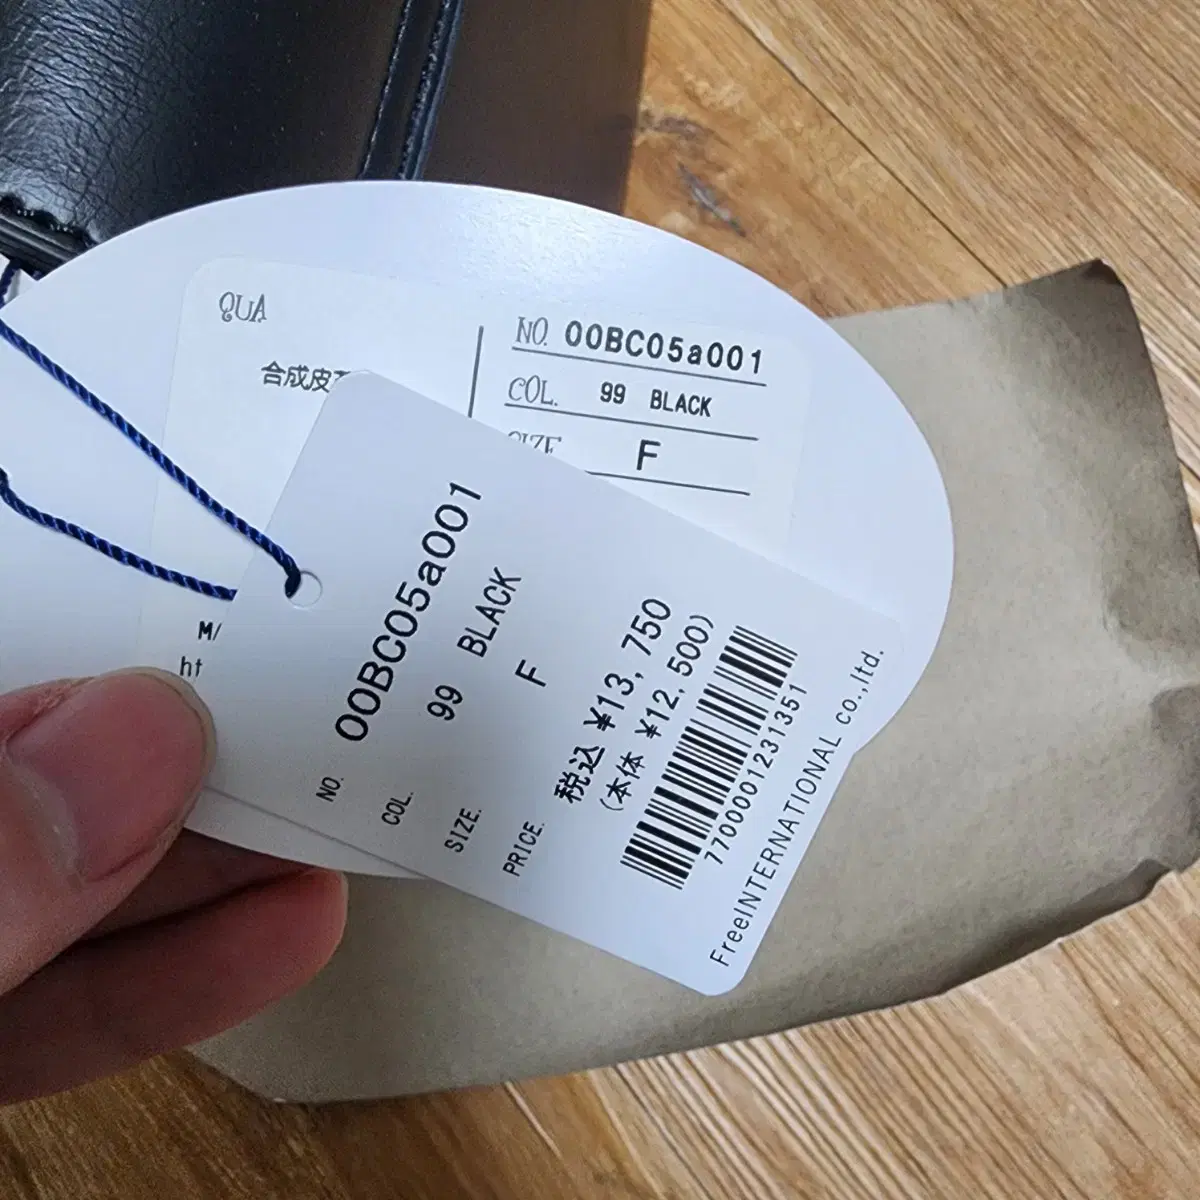 QUA
合成皮
NO. 00BC05a001
COL. 99 BLACK
SIZE F
M/
ht
NO. 00BC05a001
COL. 99 BLACK
SIZE. F
PRICE. 税込 ¥13,750
(本体 ¥12,500)
7700001231351
FreeINTERNATIONAL co.,ltd.